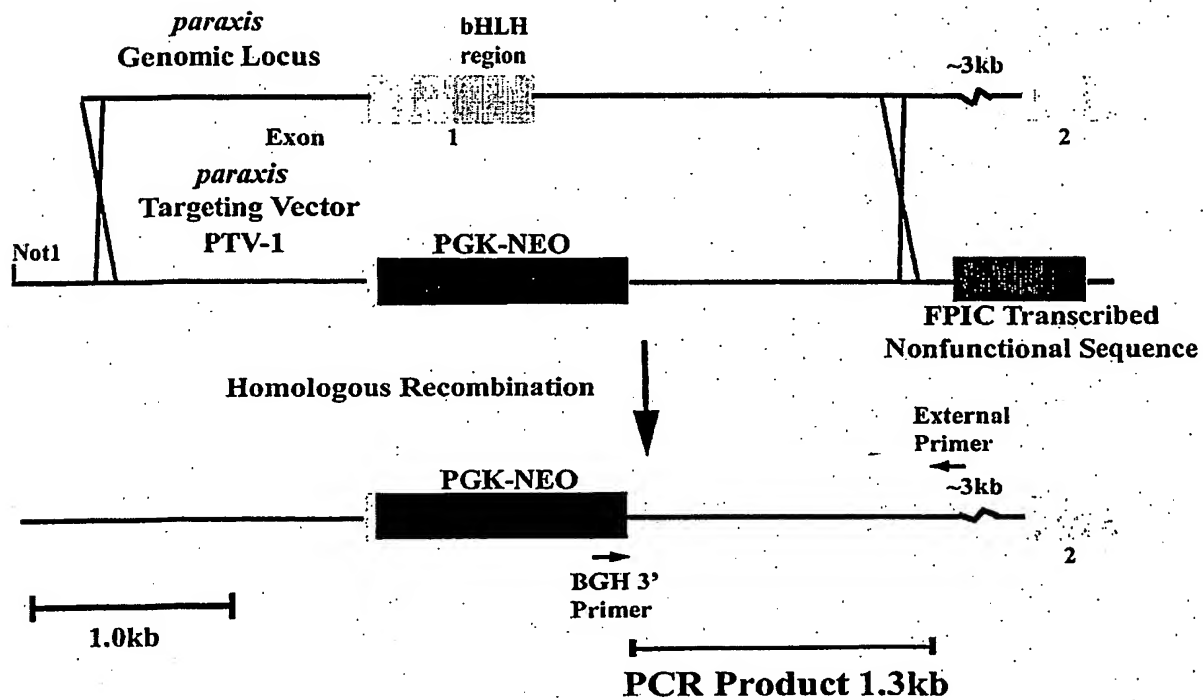 paraxis
Genomic Locus
bHLH
region
~3kb
Exon
1
2
paraxis
Targeting Vector
PTV-1
Not1
PGK-NEO
FPIC Transcribed
Nonfunctional Sequence
Homologous Recombination
External
Primer
PGK-NEO
~3kb
2
BGH 3'
Primer
1.0kb
PCR Product 1.3kb